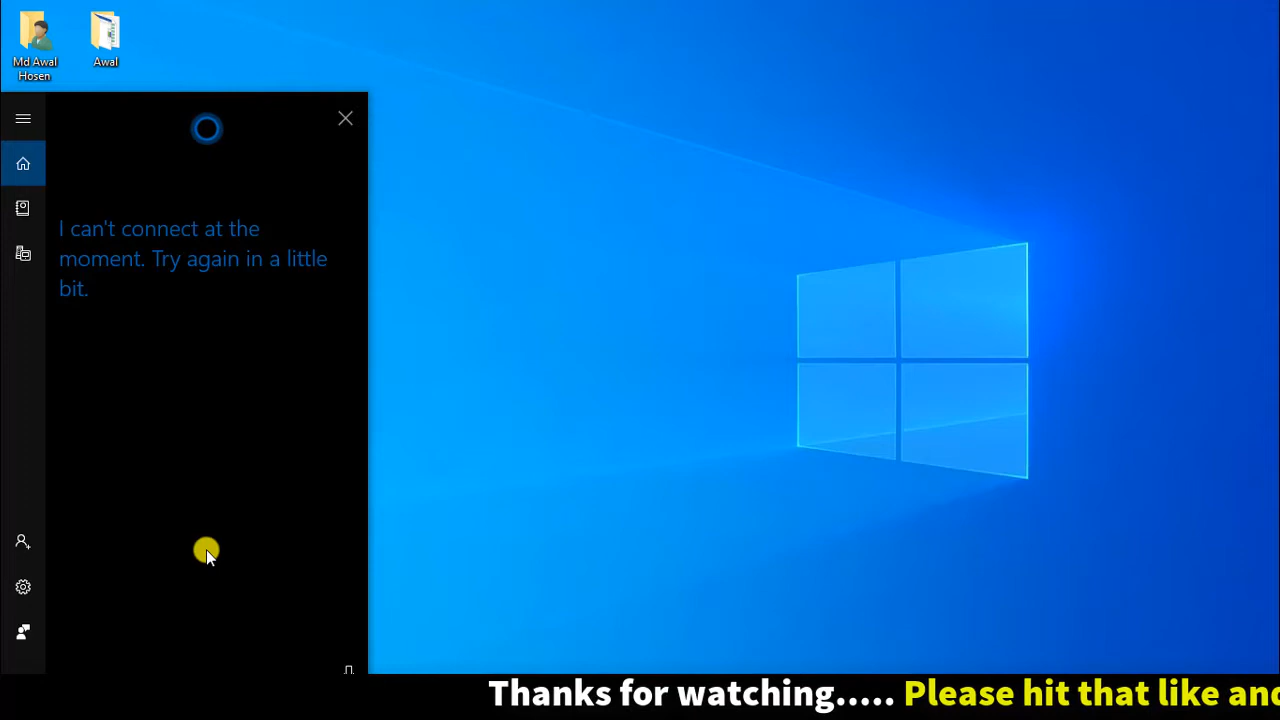 Md Awal
Hosen
Awal
I can't connect at the
moment. Try again in a little
bit.
Thanks for watching..... Please hit that like and